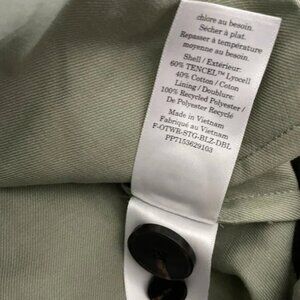 chlore au besoin.
Sécher à plat.
Repasser à température
moyenne au besoin.
Shell / Extérieur:
60% TENCEL™ Lyocell
40% Cotton / Coton
Lining / Doublure:
100% Recycled Polyester /
De Polyester Recyclé
Made in Vietnam
Fabriqué au Vietnam
F-OTWR-STG-BLZ-DBL
PP7153629103